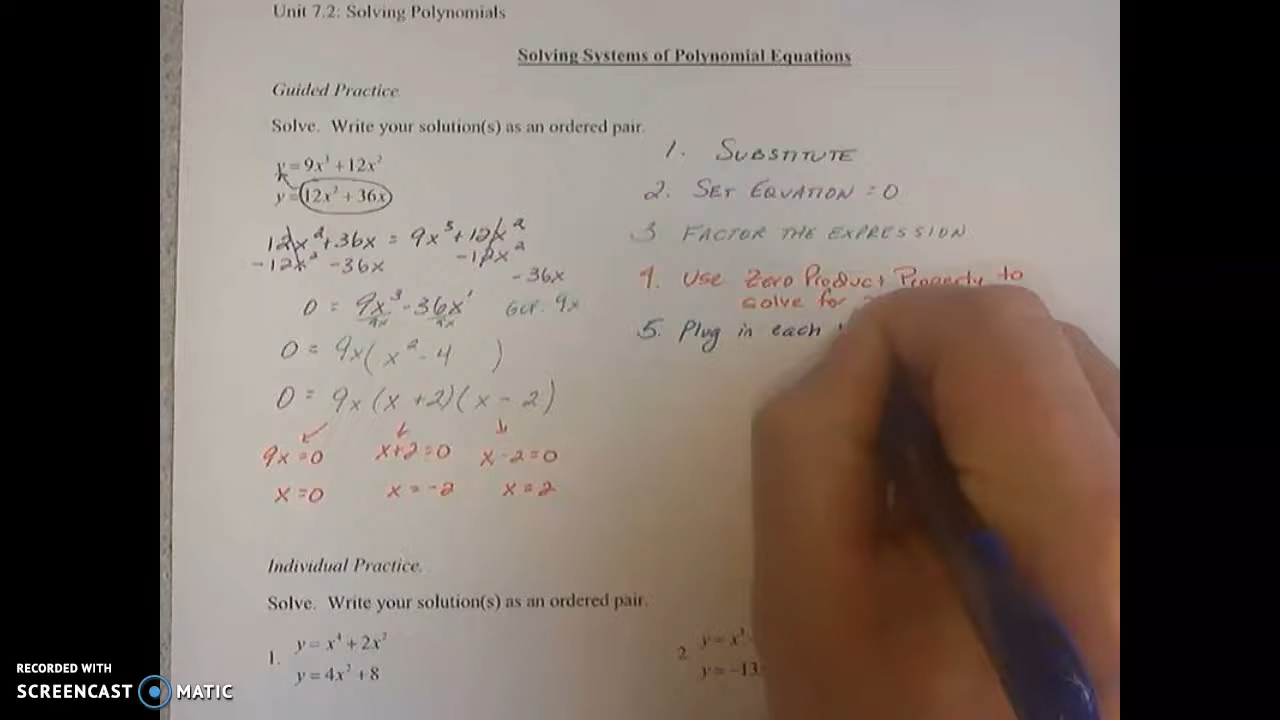 Unit 7.2: Solving Polynomials
Solving Systems of Polynomial Equations
Guided Practice
Solve. Write your solution(s) as an ordered pair.
y = 9x³ + 12x²
y = 12x² + 36x
12x² + 36x = 9x³ + 12x²
-12x² -36x -12x²
-36x
0 = 9x³ - 36x¹ GCF: 9x
9x 9x
0 = 9x( x² - 4 )
0 = 9x (x + 2)(x - 2)
9x = 0 x + 2 = 0 x - 2 = 0
x = 0 x = -2 x = 2
1. SUBSTITUTE
2. SET EQUATION = 0
3 FACTOR THE EXPRESSION
4. Use Zero Product Property to
solve for
5. Plug in each
Individual Practice.
Solve. Write your solution(s) as an ordered pair.
1. y = x⁴ + 2x²
y = 4x² + 8
2. y = x³
y = -13
RECORDED WITH
SCREENCAST MATIC